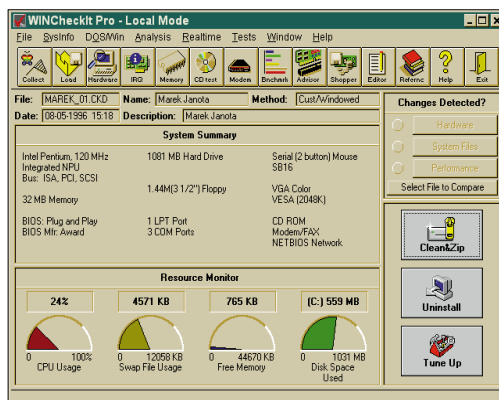 WINCheckIt Pro - Local Mode
File SysInfo DOS/Win Analysis Realtime Tests Window Help
Collect Load Hardware IRQ Memory CD test Modem Bnchmrk Advisor Shopper Editor Refernc Help Exit
File: MAREK_01.CKD Name: Marek Janota Method: Cust/Windowed
Date: 08-05-1996 15:18 Description: Marek Janota
Changes Detected?
Hardware
System Files
Performance
Select File to Compare
System Summary
Intel Pentium, 120 MHz 1081 MB Hard Drive Serial (2 button) Mouse
Integrated NPU SB16
Bus: ISA, PCI, SCSI
1.44M(3 1/2") Floppy VGA Color
32 MB Memory VESA (2048K)
BIOS: Plug and Play 1 LPT Port CD ROM
BIOS Mfr: Award 3 COM Ports Modem/FAX
NETBIOS Network
Clean&Zip
Uninstall
Tune Up
Resource Monitor
24% 4571 KB 765 KB (C:) 559 MB
0 100% 0 12058 KB 0 44670 KB 0 1031 MB
CPU Usage Swap File Usage Free Memory Disk Space
Used